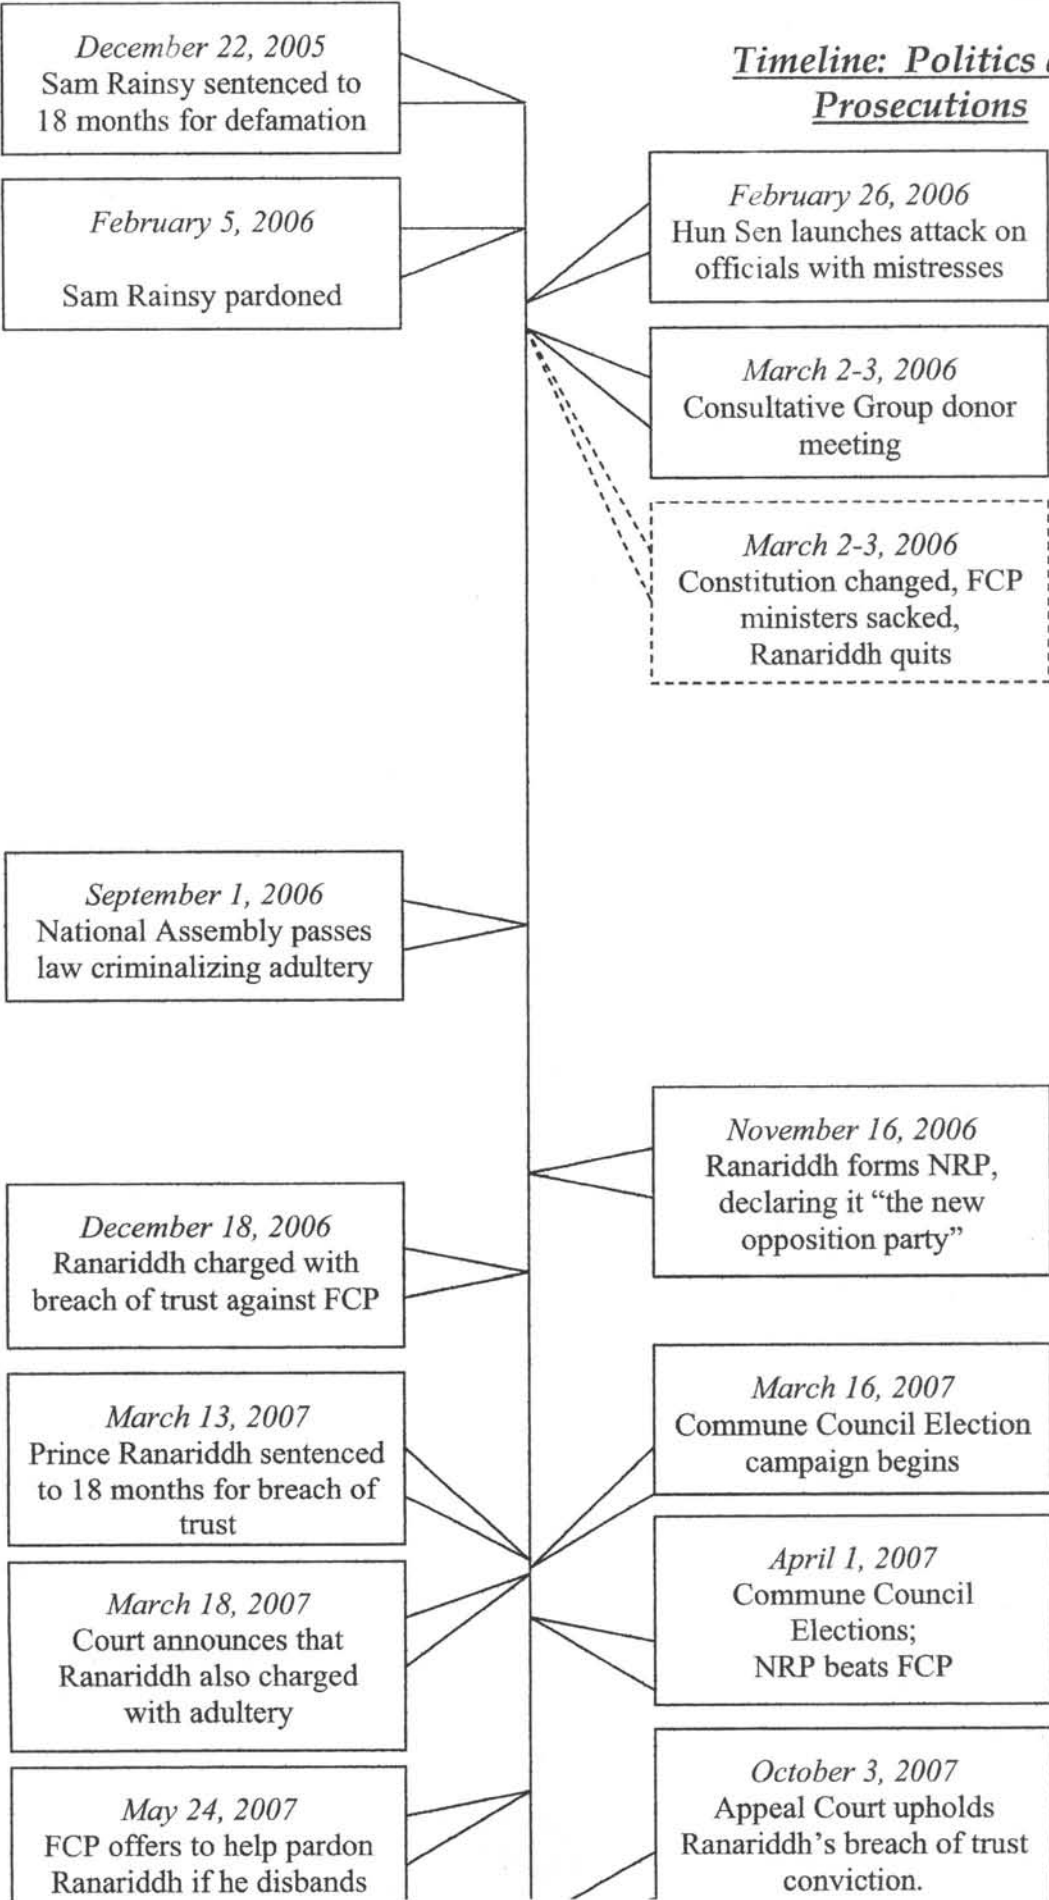 Timeline: Politics
Prosecutions
December 22, 2005
Sam Rainsy sentenced to
18 months for defamation
February 5, 2006
Sam Rainsy pardoned
February 26, 2006
Hun Sen launches attack on
officials with mistresses
March 2-3, 2006
Consultative Group donor
meeting
March 2-3, 2006
Constitution changed, FCP
ministers sacked,
Ranariddh quits
September 1, 2006
National Assembly passes
law criminalizing adultery
November 16, 2006
Ranariddh forms NRP,
declaring it “the new
opposition party”
December 18, 2006
Ranariddh charged with
breach of trust against FCP
March 13, 2007
Prince Ranariddh sentenced
to 18 months for breach of
trust
March 16, 2007
Commune Council Election
campaign begins
March 18, 2007
Court announces that
Ranariddh also charged
with adultery
April 1, 2007
Commune Council
Elections;
NRP beats FCP
May 24, 2007
FCP offers to help pardon
Ranariddh if he disbands
October 3, 2007
Appeal Court upholds
Ranariddh’s breach of trust
conviction.